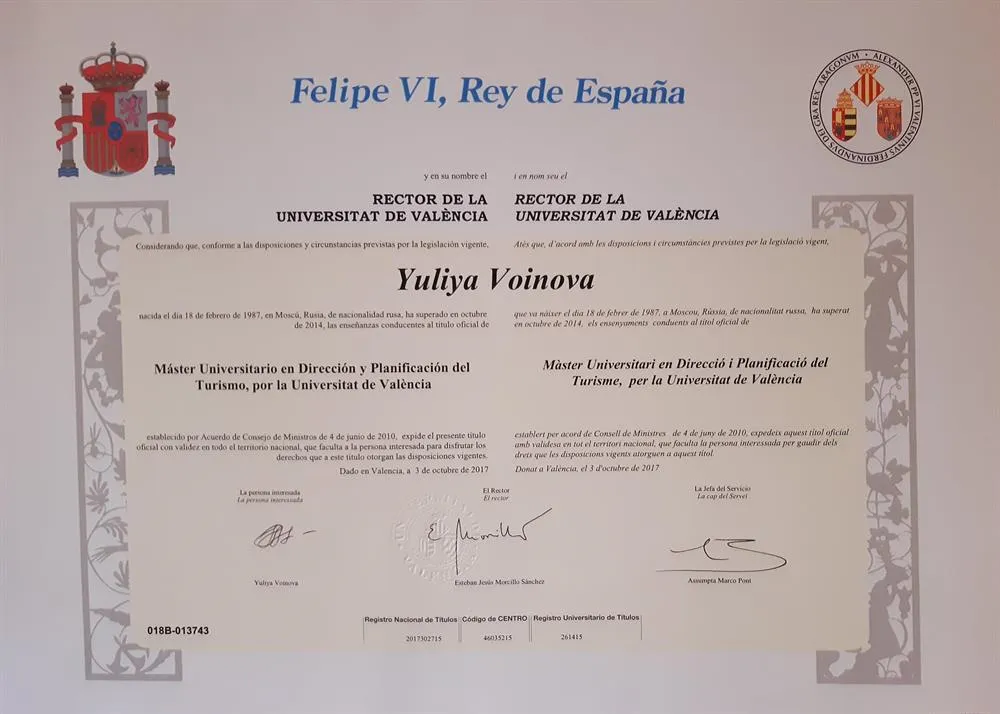 Felipe VI, Rey de España
ALEXANDER PP VI VALENTINVS FERDINANDVS DEI GRA REX ARAGONVM
y en su nombre el
RECTOR DE LA
UNIVERSITAT DE VALÈNCIA
i en nom seu el
RECTOR DE LA
UNIVERSITAT DE VALÈNCIA
Considerando que, conforme a las disposiciones y circunstancias previstas por la legislación vigente,
Atès que, d'acord amb les disposicions i circumstàncies previstes per la legislació vigent,
Yuliya Voinova
nacida el día 18 de febrero de 1987, en Moscú, Rusia, de nacionalidad rusa, ha superado en octubre
de 2014, las enseñanzas conducentes al título oficial de
que va nàixer el dia 18 de febrer de 1987, a Moscou, Rússia, de nacionalitat russa, ha superat
en octubre de 2014, els ensenyaments conduents al títol oficial de
Máster Universitario en Dirección y Planificación del
Turismo, por la Universitat de València
Màster Universitari en Direcció i Planificació del
Turisme, per la Universitat de València
establecido por Acuerdo de Consejo de Ministros de 4 de junio de 2010, expide el presente título
oficial con validez en todo el territorio nacional, que faculta a la persona interesada para disfrutar los
derechos que a este título otorgan las disposiciones vigentes.
Dado en Valencia, a 3 de octubre de 2017
establert per acord de Consell de Ministres de 4 de juny de 2010, expedeix aquest títol oficial
amb validesa en tot el territori nacional, que faculta la persona interessada per gaudir dels
drets que les disposicions vigents atorguen a aquest títol.
Donat a València, el 3 d'octubre de 2017
La persona interesada
La persona interessada
El Rector
El rector
La Jefa del Servicio
La cap del Servei
E. Morcillo
Yuliya Voinova
Esteban Jesús Morcillo Sánchez
Assumpta Marco Pont
018B-013743
Registro Nacional de Títulos
Código de CENTRO
Registro Universitario de Títulos
2017302715
46035215
261415